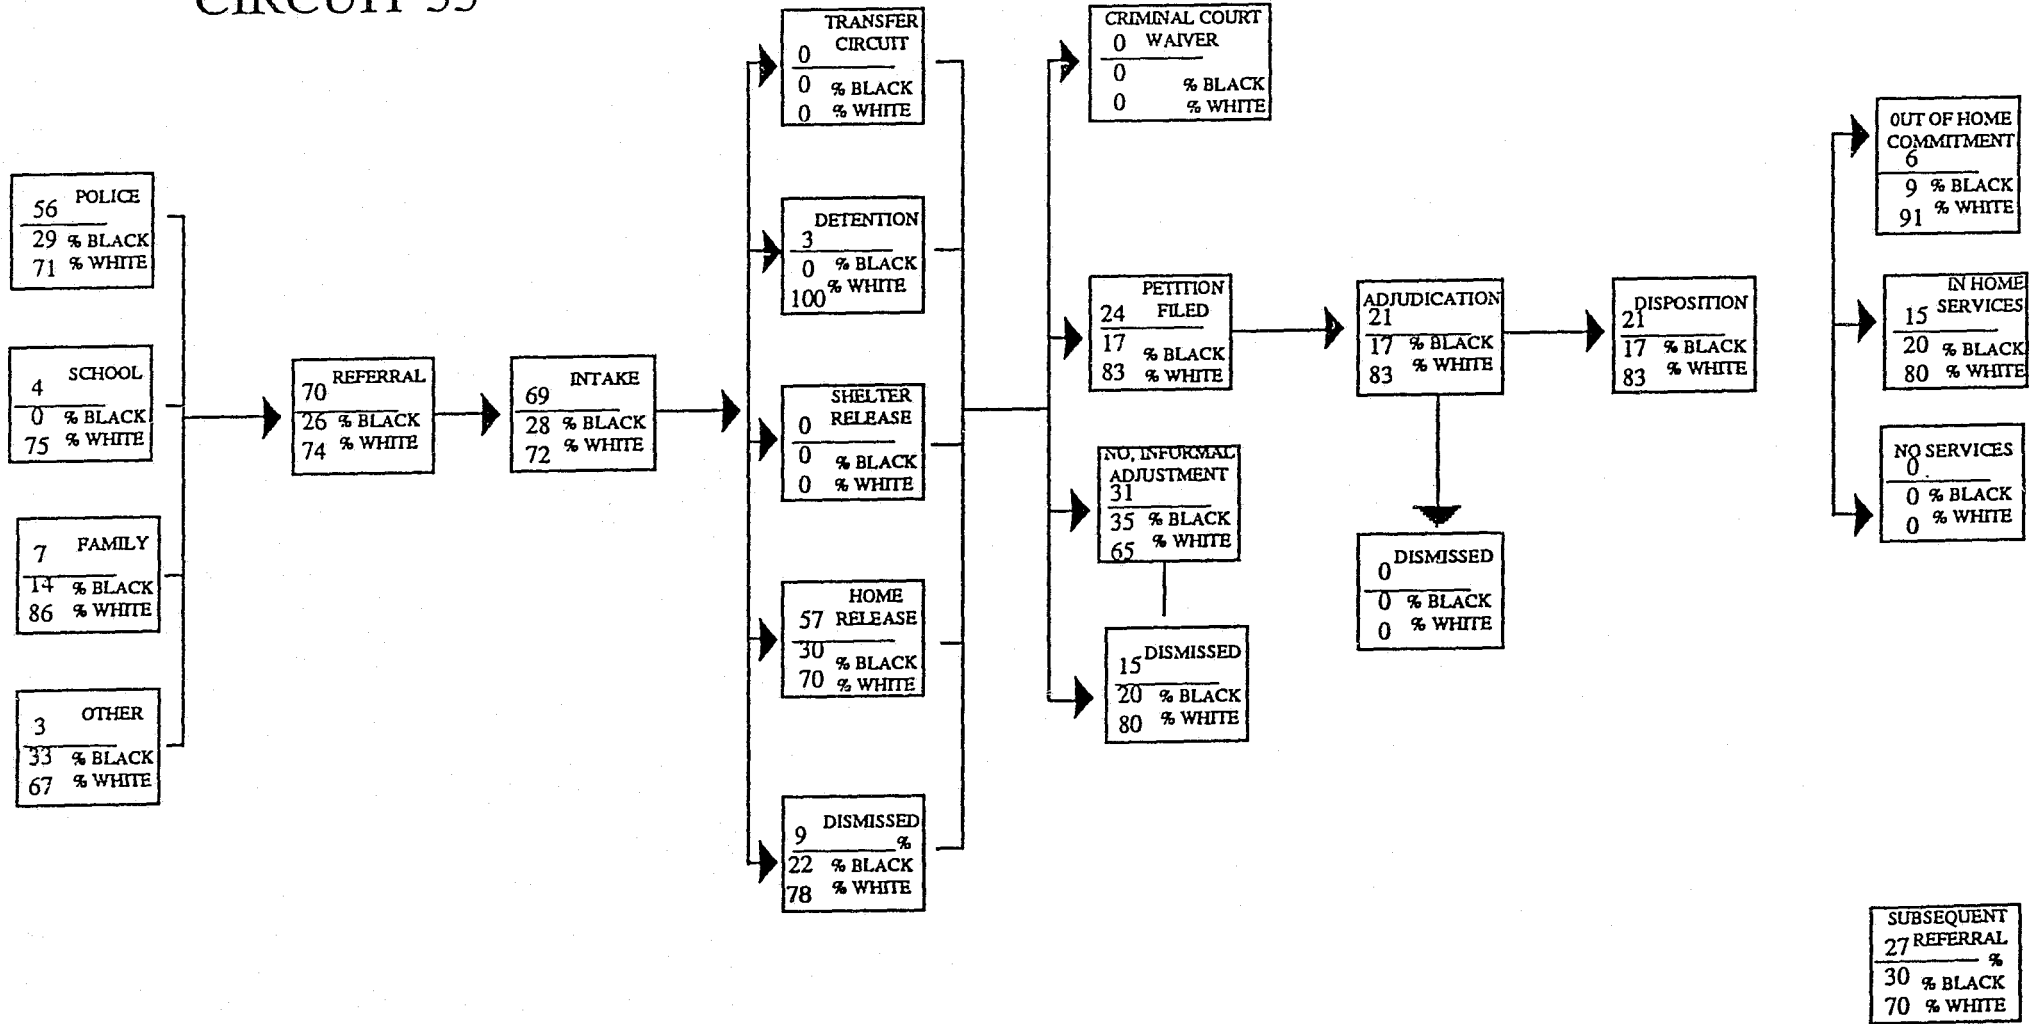 CIRCUIT 35
POLICE
56
29 % BLACK
71 % WHITE
SCHOOL
4
0 % BLACK
75 % WHITE
FAMILY
7
14 % BLACK
86 % WHITE
OTHER
3
33 % BLACK
67 % WHITE
REFERRAL
70
26 % BLACK
74 % WHITE
INTAKE
69
28 % BLACK
72 % WHITE
TRANSFER
CIRCUIT
0
0 % BLACK
0 % WHITE
DETENTION
3
0 % BLACK
100 % WHITE
SHELTER
RELEASE
0
0 % BLACK
0 % WHITE
HOME
57 RELEASE
30 % BLACK
70 % WHITE
DISMISSED
9 %
22 % BLACK
78 % WHITE
CRIMINAL COURT
0 WAIVER
0 % BLACK
0 % WHITE
PETITION
24 FILED
17 % BLACK
83 % WHITE
NO, INFORMAL
ADJUSTMENT
31
35 % BLACK
65 % WHITE
15 DISMISSED
20 % BLACK
80 % WHITE
ADJUDICATION
21
17 % BLACK
83 % WHITE
0 DISMISSED
0 % BLACK
0 % WHITE
DISPOSITION
21
17 % BLACK
83 % WHITE
OUT OF HOME
COMMITMENT
6
9 % BLACK
91 % WHITE
IN HOME
15 SERVICES
20 % BLACK
80 % WHITE
NO SERVICES
0
0 % BLACK
0 % WHITE
SUBSEQUENT
27 REFERRAL
%
30 % BLACK
70 % WHITE